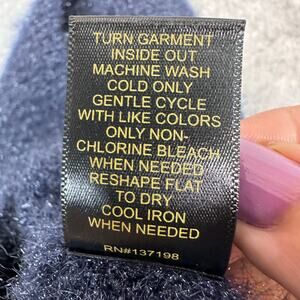 TURN GARMENT
INSIDE OUT
MACHINE WASH
COLD ONLY
GENTLE CYCLE
WITH LIKE COLORS
ONLY NON-
CHLORINE BLEACH
WHEN NEEDED
RESHAPE FLAT
TO DRY
COOL IRON
WHEN NEEDED
RN#137198